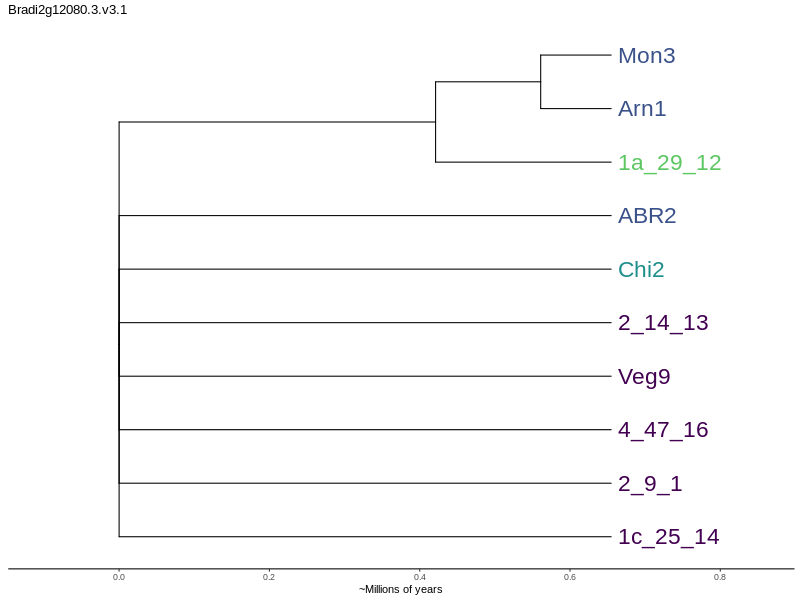 Bradi2g12080.3.v3.1
Mon3
Arn1
1a_29_12
ABR2
Chi2
2_14_13
Veg9
4_47_16
2_9_1
1c_25_14
0.0 0.2 0.4 0.6 0.8
~Millions of years